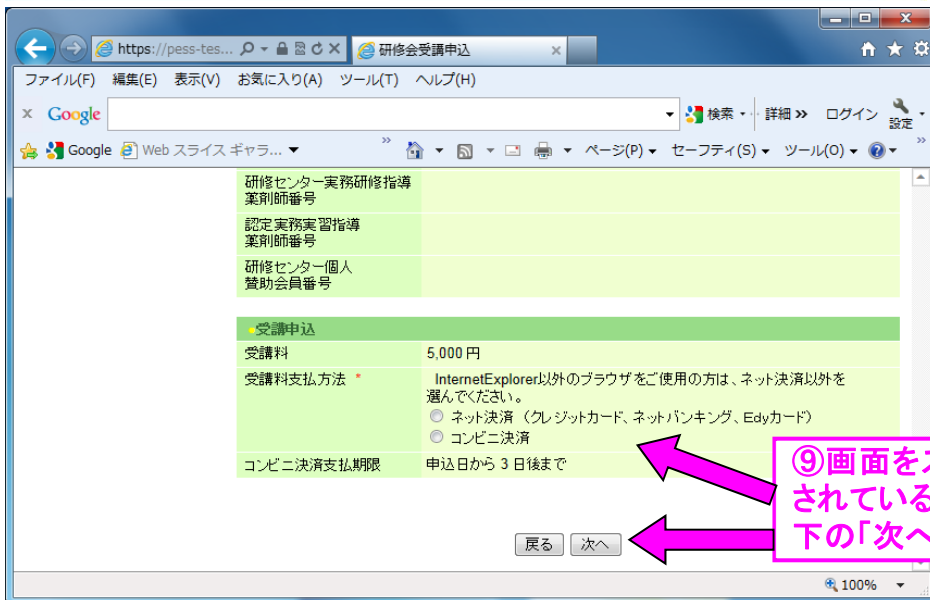 https://pess-tes...
研修会受講申込
ファイル(F) 編集(E) 表示(V) お気に入り(A) ツール(T) ヘルプ(H)
x Google 検索 詳細 » ログイン 設定
Google Web スライス ギャラ... » ページ(P) セーフティ(S) ツール(O) »
研修センター実務研修指導
薬剤師番号
認定実務実習指導
薬剤師番号
研修センター個人
賛助会員番号
受講申込
受講料 5,000 円
受講料支払方法 * InternetExplorer以外のブラウザをご使用の方は、ネット決済以外を
選んでください。
ネット決済 (クレジットカード、ネットバンキング、Edyカード)
コンビニ決済
コンビニ決済支払期限 申込日から 3 日後まで
⑨画面を
されている
下の「次へ
戻る 次へ
100%